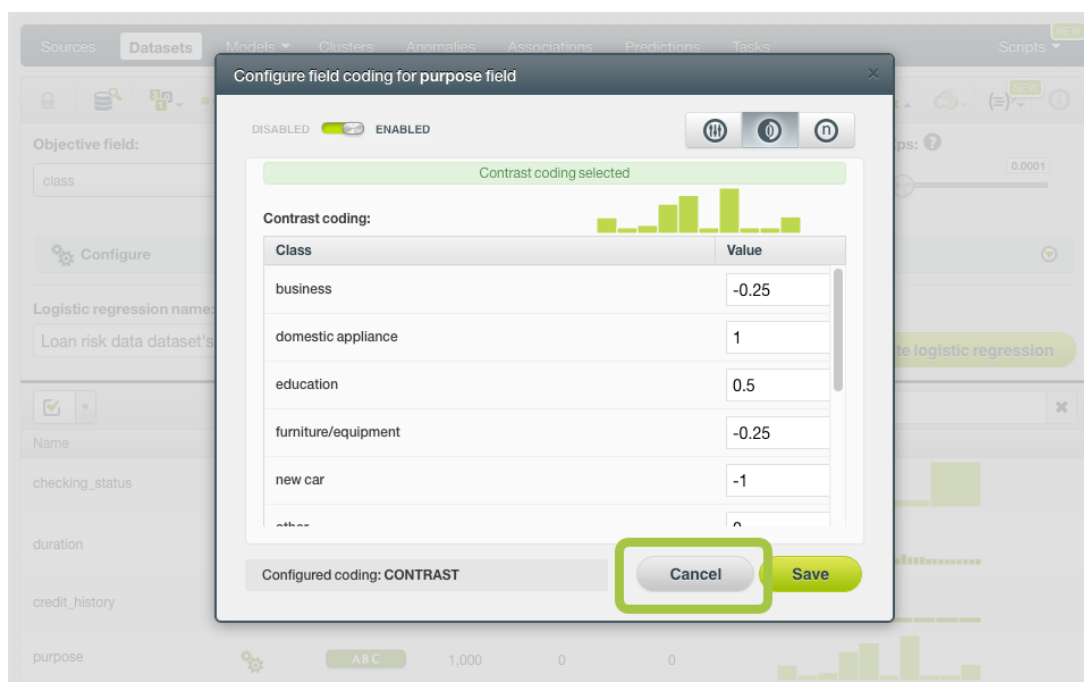 Sources Datasets Models Clusters Anomalies Associations Predictions Tasks Scripts NEW
Configure field coding for purpose field
NEW
DISABLED ENABLED
Objective field:
ps:
class
0.0001
Contrast coding selected
Contrast coding:
Class Value
Configure
business -0.25
Logistic regression name:
Loan risk data dataset's
domestic appliance 1
te logistic regression
education 0.5
furniture/equipment -0.25
Name
new car -1
checking_status
other 0
duration
Configured coding: CONTRAST Cancel Save
credit_history
purpose ABC 1,000 0 0